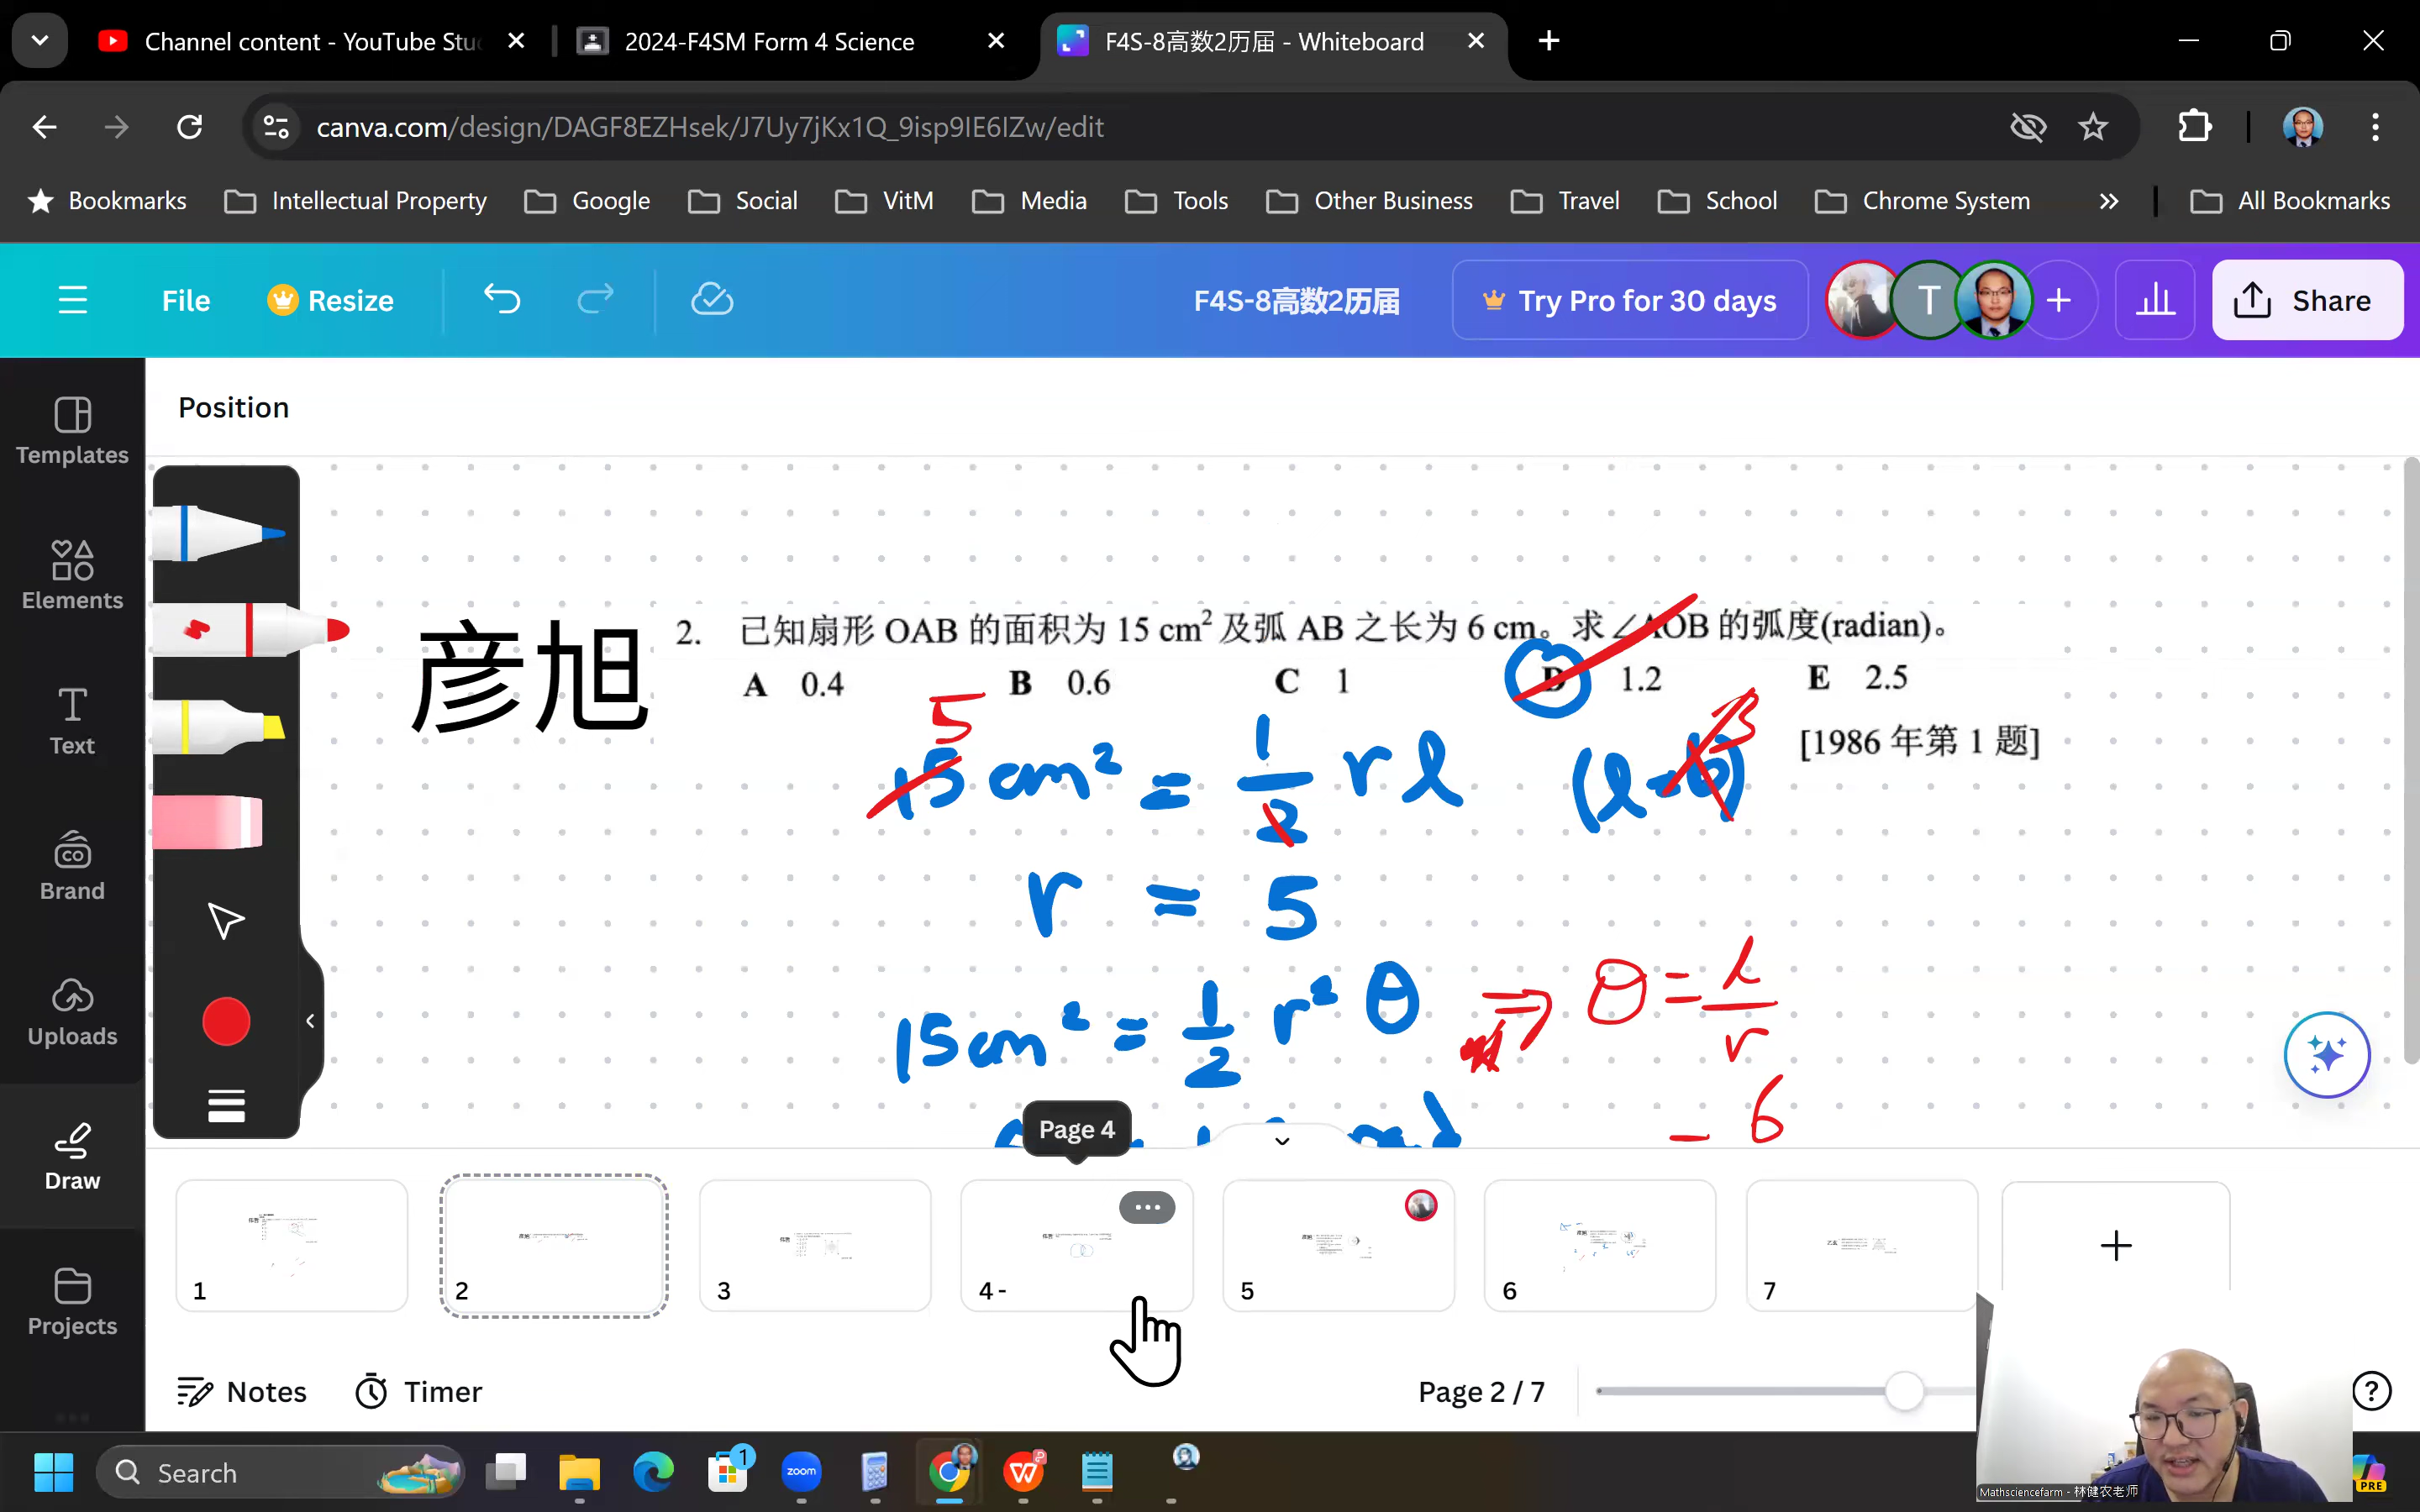 Channel content - YouTube Stu
2024-F4SM Form 4 Science
F4S-8高数2历届 - Whiteboard
canva.com/design/DAGF8EZHsek/J7Uy7jKx1Q_9isp9IE6IZw/edit
Bookmarks Intellectual Property Google Social VitM Media Tools Other Business Travel School Chrome System » All Bookmarks
File Resize F4S-8高数2历届 Try Pro for 30 days T Share
Position
Templates
Elements
Text
Brand
Uploads
Draw
Projects
彦旭
2. 已知扇形 OAB 的面积为 15 cm² 及弧 AB 之长为 6 cm。求∠AOB 的弧度(radian)。
A 0.4 B 0.6 C 1 D 1.2 E 2.5
[1986 年第 1 题]
5 3
15 cm² = 1/2 r l (l=6)
r = 5
15 cm² = 1/2 r² θ ⇒ θ = l/r
= 6
Page 4
1 2 3 4 - 5 6 7
Notes Timer Page 2 / 7
Search
1
zoom
PRE
Mathsciencefarm - 林健农老师